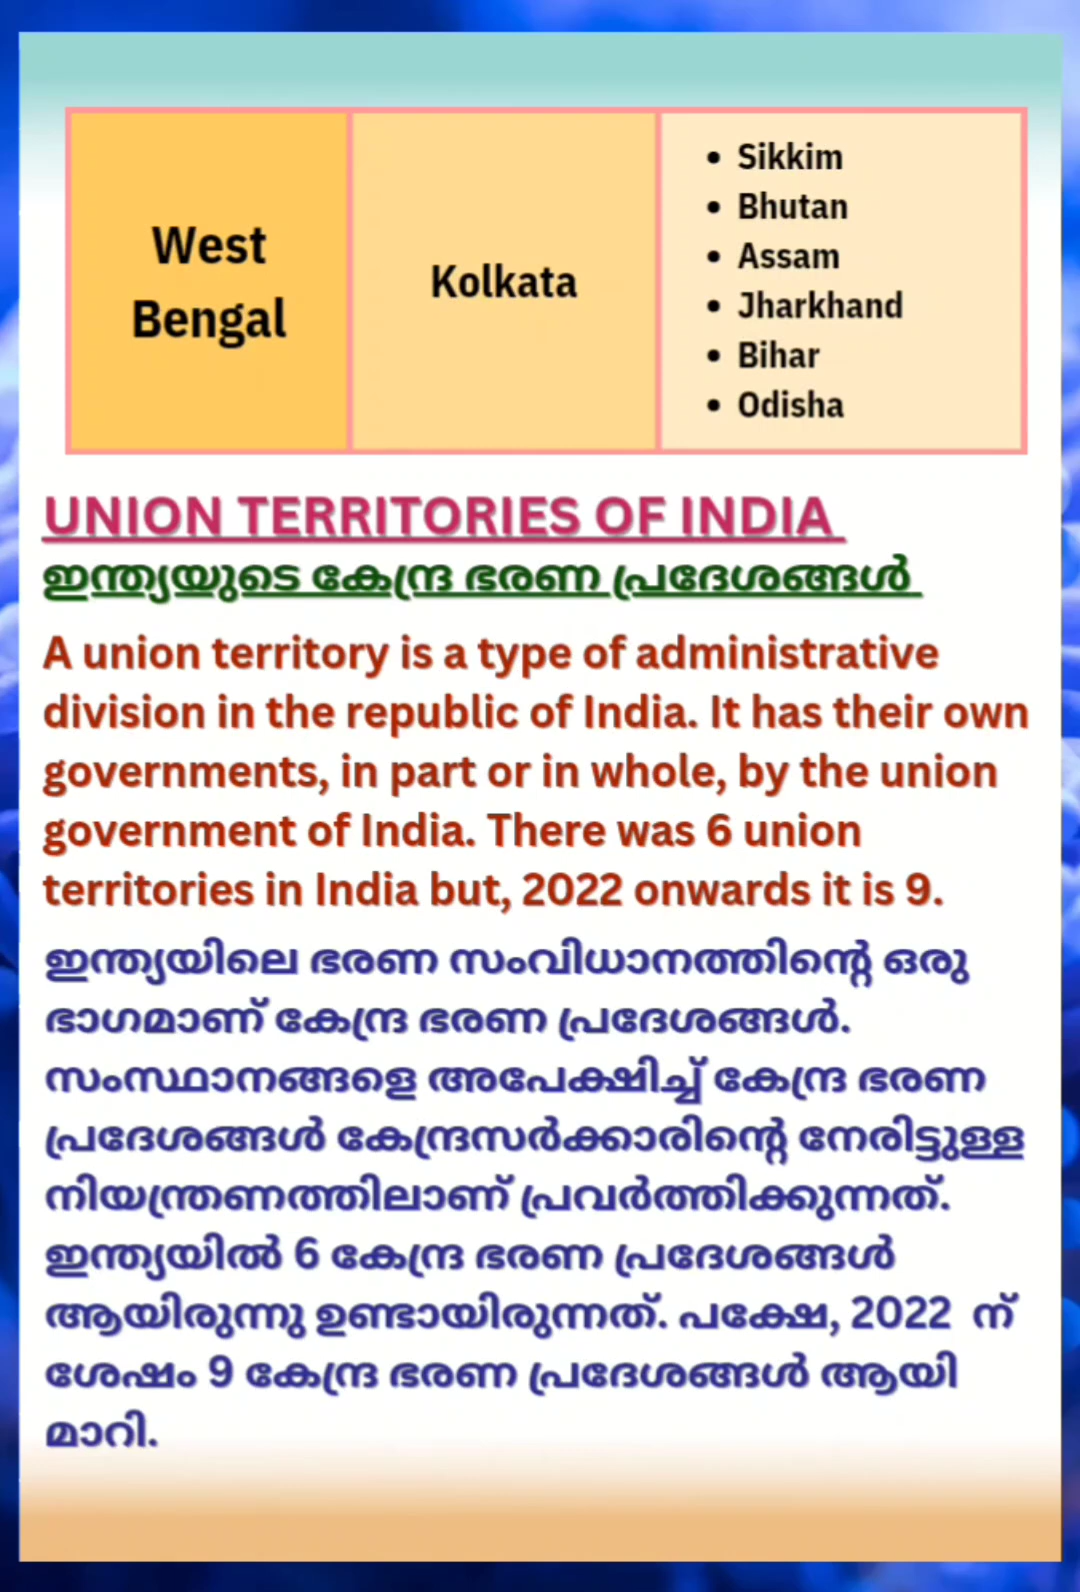 West
Bengal
Kolkata
• Sikkim
• Bhutan
• Assam
• Jharkhand
• Bihar
• Odisha
UNION TERRITORIES OF INDIA
ഇന്ത്യയുടെ കേന്ദ്ര ഭരണ പ്രദേശങ്ങൾ
A union territory is a type of administrative
division in the republic of India. It has their own
governments, in part or in whole, by the union
government of India. There was 6 union
territories in India but, 2022 onwards it is 9.
ഇന്ത്യയിലെ ഭരണ സംവിധാനത്തിന്റെ ഒരു
ഭാഗമാണ് കേന്ദ്ര ഭരണ പ്രദേശങ്ങൾ.
സംസ്ഥാനങ്ങളെ അപേക്ഷിച്ച് കേന്ദ്ര ഭരണ
പ്രദേശങ്ങൾ കേന്ദ്രസർക്കാരിന്റെ നേരിട്ടുള്ള
നിയന്ത്രണത്തിലാണ് പ്രവർത്തിക്കുന്നത്.
ഇന്ത്യയിൽ 6 കേന്ദ്ര ഭരണ പ്രദേശങ്ങൾ
ആയിരുന്നു ഉണ്ടായിരുന്നത്. പക്ഷേ, 2022 ന്
ശേഷം 9 കേന്ദ്ര ഭരണ പ്രദേശങ്ങൾ ആയി
മാറി.